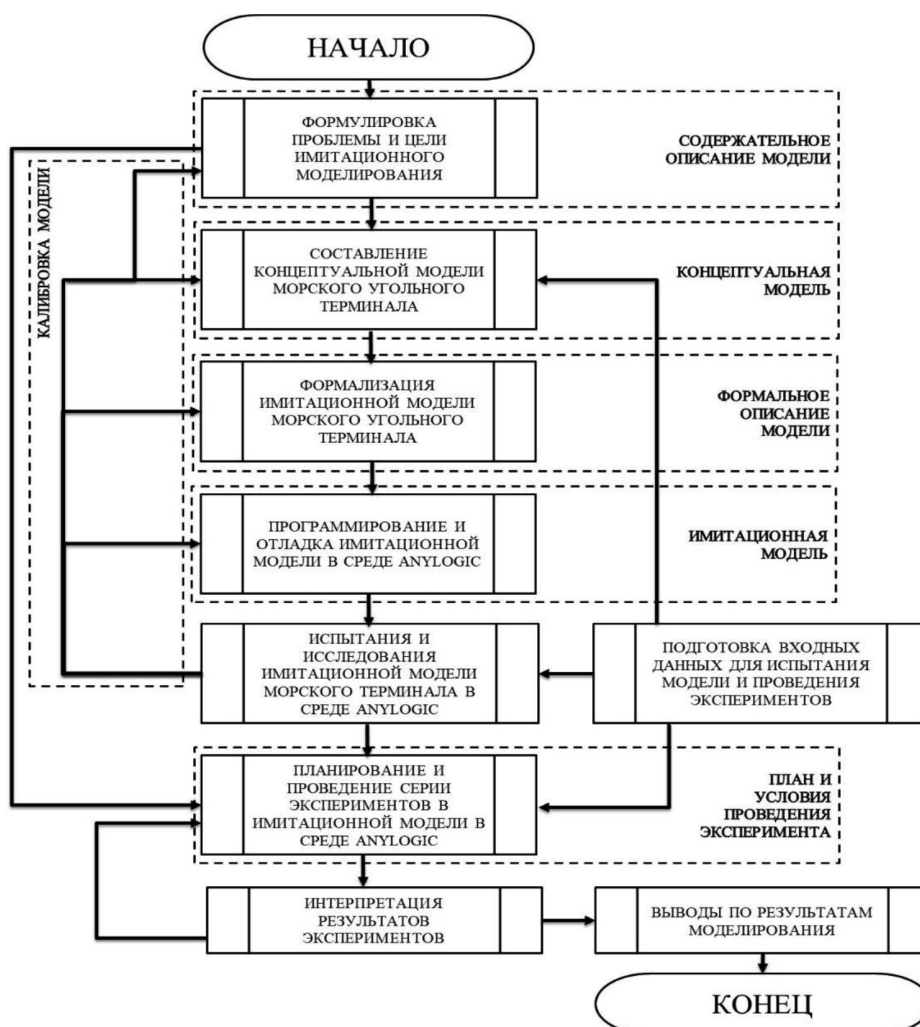 НАЧАЛО
ФОРМУЛИРОВКА
ПРОБЛЕМЫ И ЦЕЛИ
ИМИТАЦИОННОГО
МОДЕЛИРОВАНИЯ
СОДЕРЖАТЕЛЬНОЕ
ОПИСАНИЕ МОДЕЛИ
КАЛИБРОВКА МОДЕЛИ
СОСТАВЛЕНИЕ
КОНЦЕПТУАЛЬНОЙ МОДЕЛИ
МОРСКОГО УГОЛЬНОГО
ТЕРМИНАЛА
КОНЦЕПТУАЛЬНАЯ
МОДЕЛЬ
ФОРМАЛИЗАЦИЯ
ИМИТАЦИОННОЙ МОДЕЛИ
МОРСКОГО УГОЛЬНОГО
ТЕРМИНАЛА
ФОРМАЛЬНОЕ
ОПИСАНИЕ
МОДЕЛИ
ПРОГРАММИРОВАНИЕ И
ОТЛАДКА ИМИТАЦИОННОЙ
МОДЕЛИ В СРЕДЕ ANYLOGIC
ИМИТАЦИОННАЯ
МОДЕЛЬ
ИСПЫТАНИЯ И
ИССЛЕДОВАНИЯ
ИМИТАЦИОННОЙ МОДЕЛИ
МОРСКОГО ТЕРМИНАЛА В
СРЕДЕ ANYLOGIC
ПОДГОТОВКА ВХОДНЫХ
ДАННЫХ ДЛЯ ИСПЫТАНИЯ
МОДЕЛИ И ПРОВЕДЕНИЯ
ЭКСПЕРИМЕНТОВ
ПЛАНИРОВАНИЕ И
ПРОВЕДЕНИЕ СЕРИИ
ЭКСПЕРИМЕНТОВ В
ИМИТАЦИОННОЙ МОДЕЛИ В
СРЕДЕ ANYLOGIC
ПЛАН И
УСЛОВИЯ
ПРОВЕДЕНИЯ
ЭКСПЕРИМЕНТА
ИНТЕРПРЕТАЦИЯ
РЕЗУЛЬТАТОВ
ЭКСПЕРИМЕНТОВ
ВЫВОДЫ ПО РЕЗУЛЬТАТАМ
МОДЕЛИРОВАНИЯ
КОНЕЦ